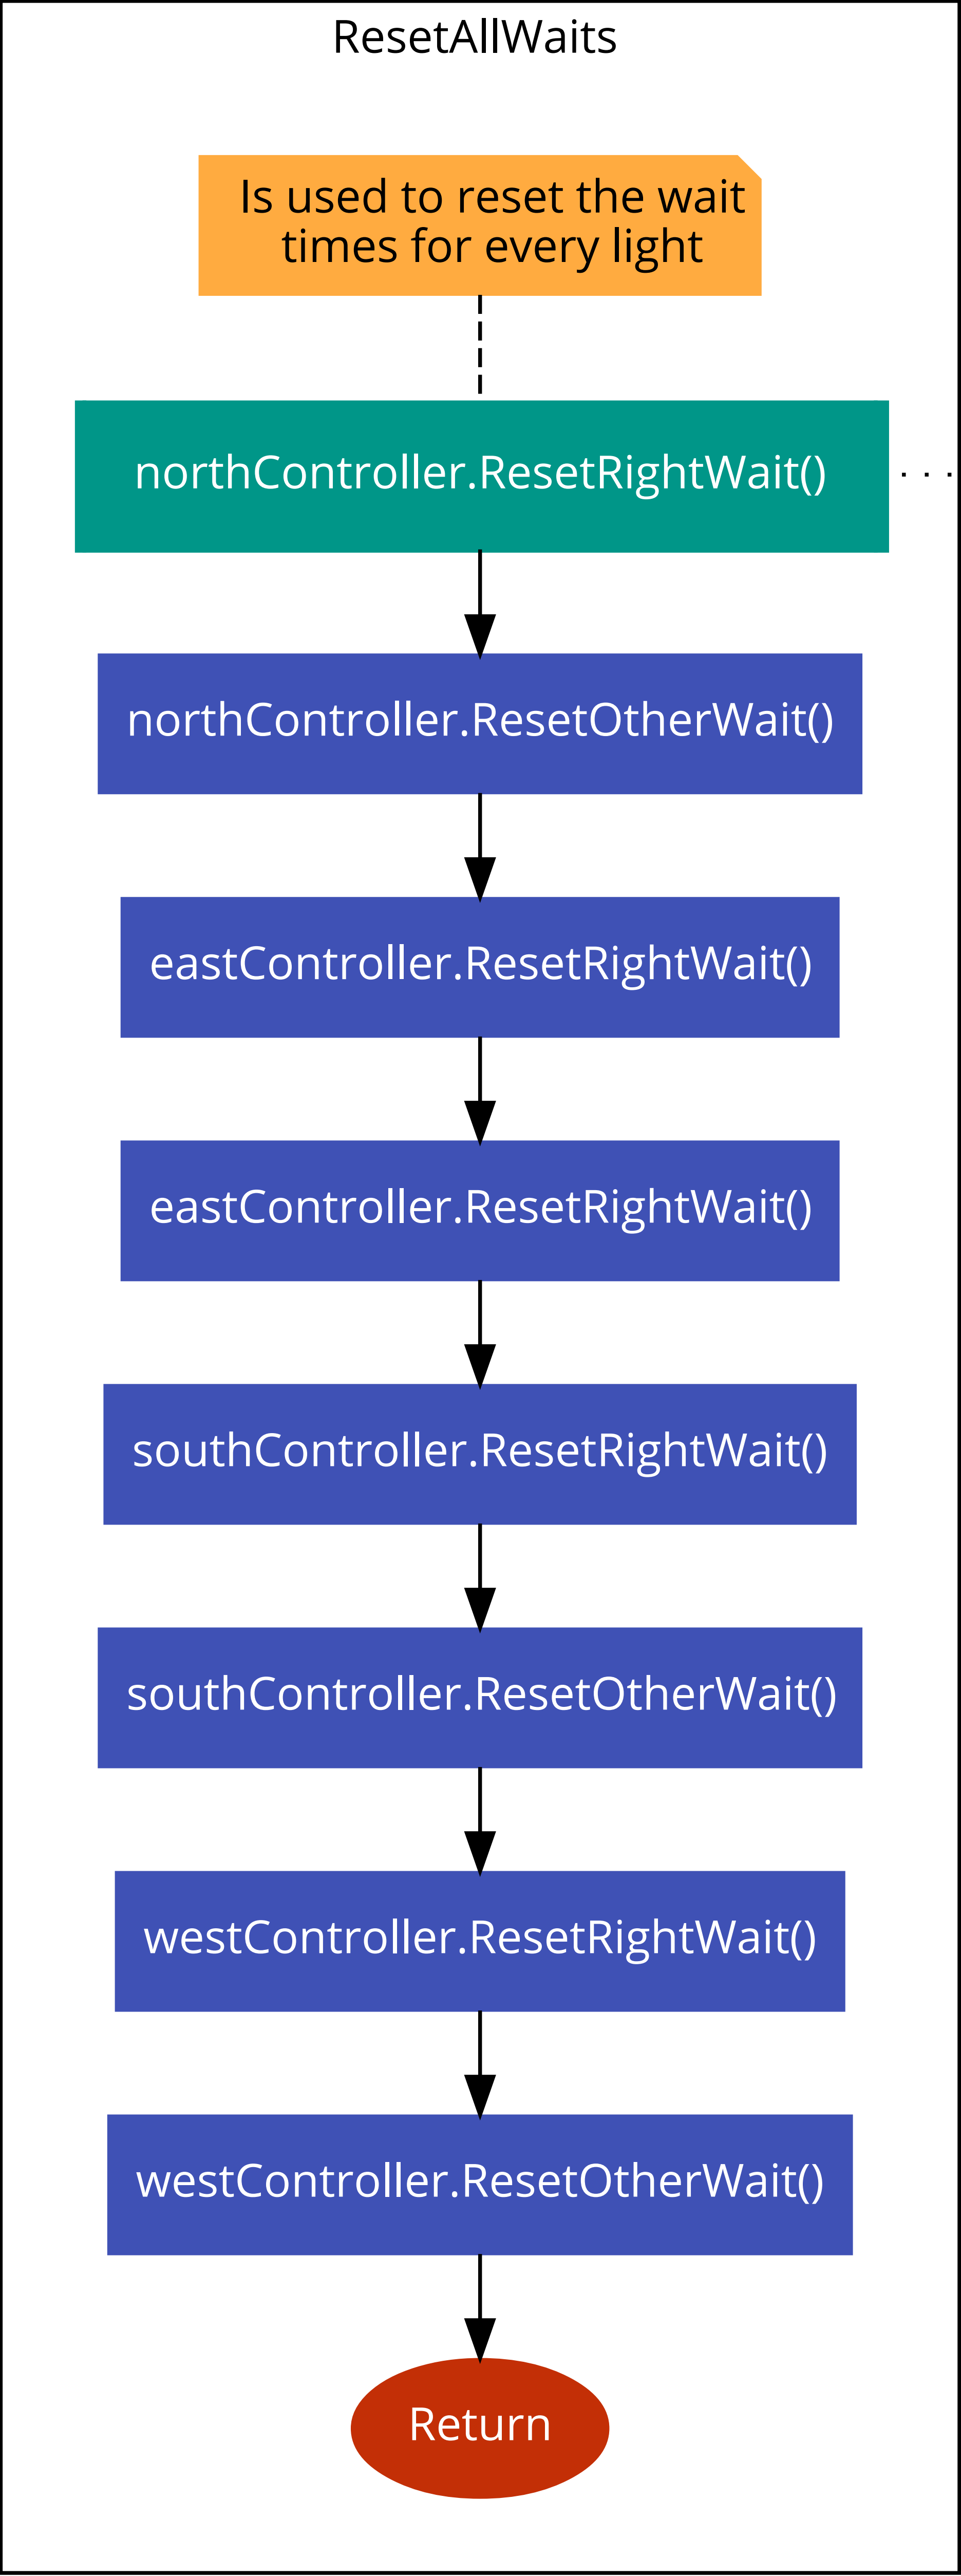 ResetAllWaits
Is used to reset the wait
times for every light
northController.ResetRightWait()
northController.ResetOtherWait()
eastController.ResetRightWait()
eastController.ResetRightWait()
southController.ResetRightWait()
southController.ResetOtherWait()
westController.ResetRightWait()
westController.ResetOtherWait()
Return